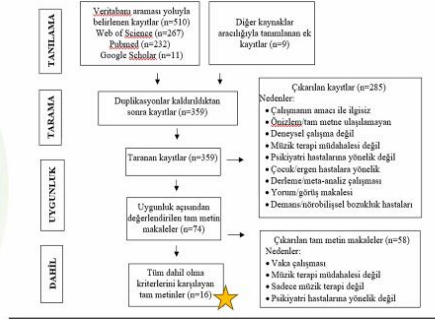 TANILAMA
Veritabanı araması yoluyla
belirlenen kayıtlar (n=510)
Web of Science (n=267)
Pubmed (n=232)
Google Scholar (n=11)
Diğer kaynaklar
aracılığıyla tanımlanan ek
kayıtlar (n=9)
TARAMA
Duplikasyonlar kaldırıldıktan
sonra kayıtlar (n=359)
Taranan kayıtlar (n=359)
Çıkarılan kayıtlar (n=285)
Nedenler:
• Çalışmanın amacı ile ilgisiz
• Önizlem/tam metne ulaşılamayan
• Deneysel çalışma değil
• Müzik terapi müdahalesi değil
• Psikiyatri hastalarına yönelik değil
• Çocuk/ergen hastalara yönelik
• Derleme/meta-analiz çalışması
• Yorum/görüş makalesi
• Demans/nörobilişsel bozukluk hastaları
UYGUNLUK
Uygunluk açısından
değerlendirilen tam metin
makaleler (n=74)
Çıkarılan tam metin makaleler (n=58)
Nedenler:
• Vaka çalışması
• Müzik terapi müdahalesi değil
• Sadece müzik terapi değil
• Psikiyatri hastalarına yönelik değil
DAHİL
Tüm dahil olma
kriterlerini karşılayan
tam metinler (n=16)